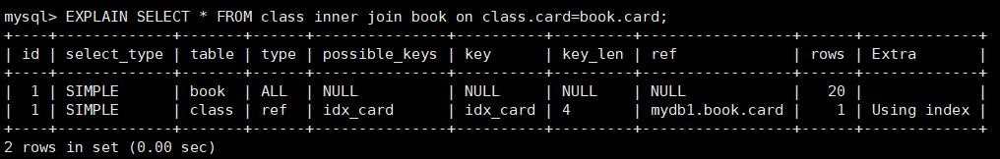 mysql> EXPLAIN SELECT * FROM class inner join book on class.card=book.card;
+----+-------------+-------+------+---------------+----------+---------+-----------------+------+-------------+
| id | select_type | table | type | possible_keys | key      | key_len | ref             | rows | Extra       |
+----+-------------+-------+------+---------------+----------+---------+-----------------+------+-------------+
|  1 | SIMPLE      | book  | ALL  | NULL          | NULL     | NULL    | NULL            |   20 |             |
|  1 | SIMPLE      | class | ref  | idx_card      | idx_card | 4       | mydb1.book.card |    1 | Using index |
+----+-------------+-------+------+---------------+----------+---------+-----------------+------+-------------+
2 rows in set (0.00 sec)